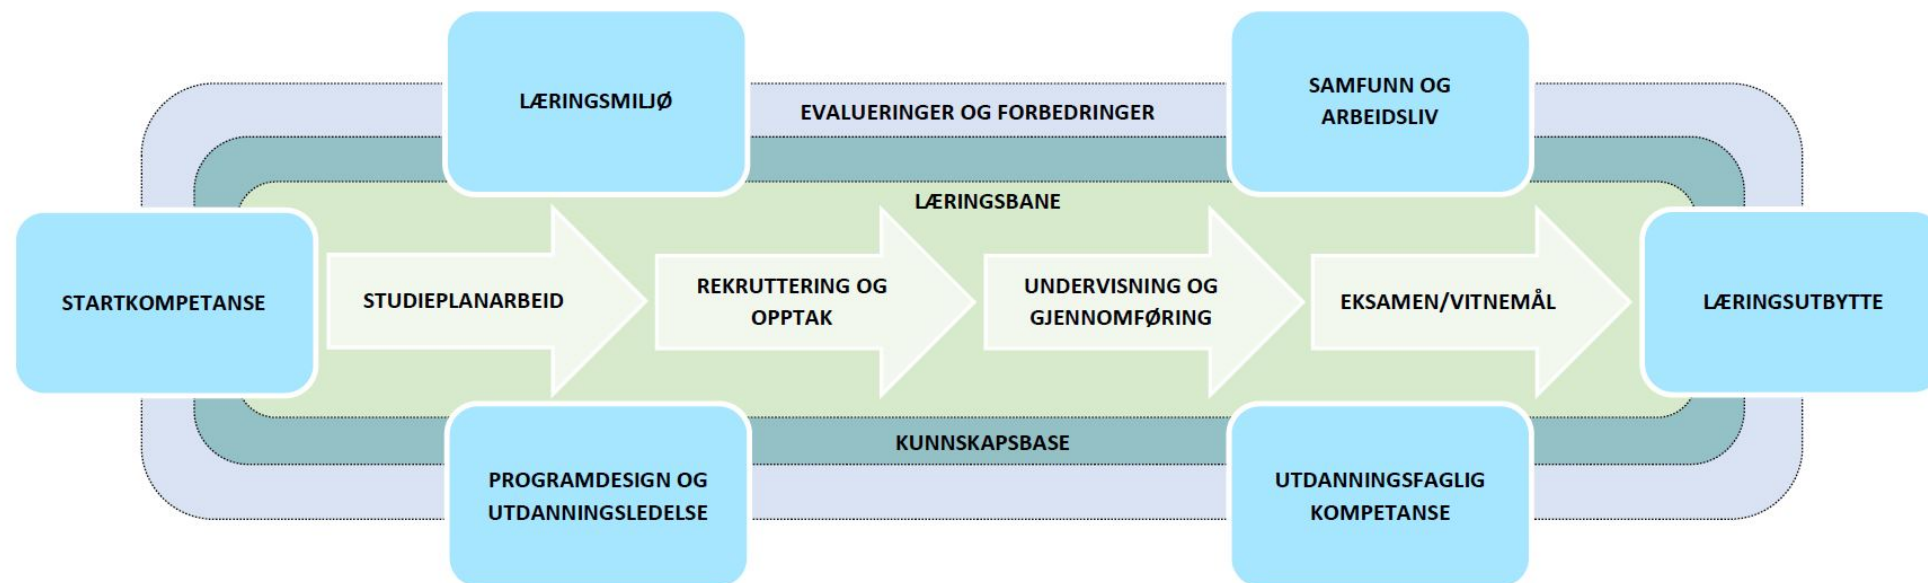 LÆRINGSMILJØ
EVALUERINGER OG FORBEDRINGER
SAMFUNN OG
ARBEIDSLIV
LÆRINGSBANE
STARTKOMPETANSE
STUDIEPLANARBEID
REKRUTTERING OG
OPPTAK
UNDERVISNING OG
GJENNOMFØRING
EKSAMEN/VITNEMÅL
LÆRINGSUTBYTTE
KUNNSKAPSBASE
PROGRAMDESIGN OG
UTDANNINGSLEDELSE
UTDANNINGSFAGLIG
KOMPETANSE